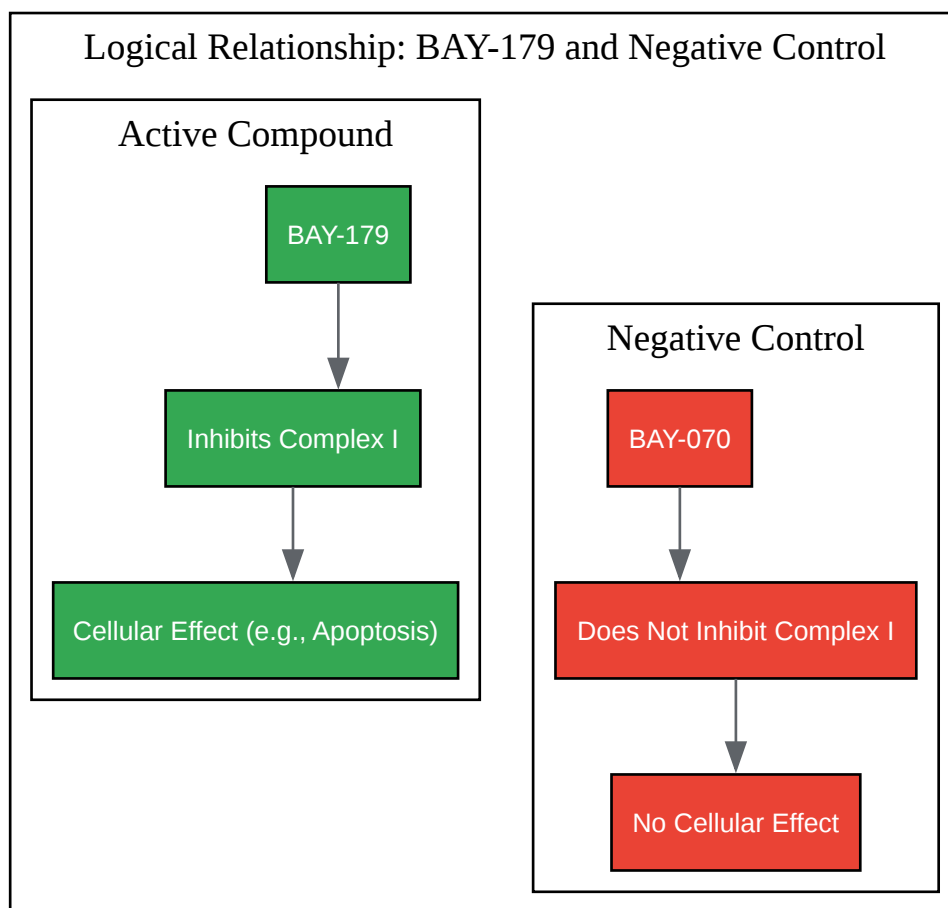 Logical Relationship: BAY-179 and Negative Control
Active Compound
BAY-179
Inhibits Complex I
Cellular Effect (e.g., Apoptosis)
Negative Control
BAY-070
Does Not Inhibit Complex I
No Cellular Effect